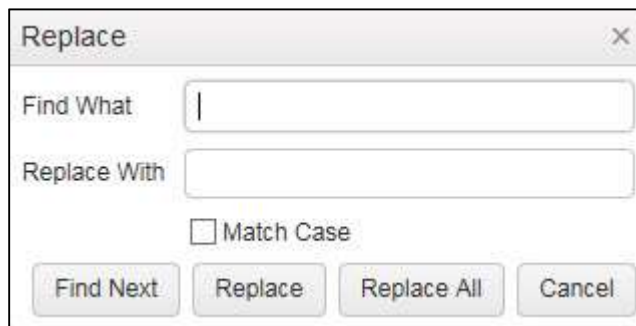 Replace
Find What
Replace With
Match Case
Find Next Replace Replace All Cancel